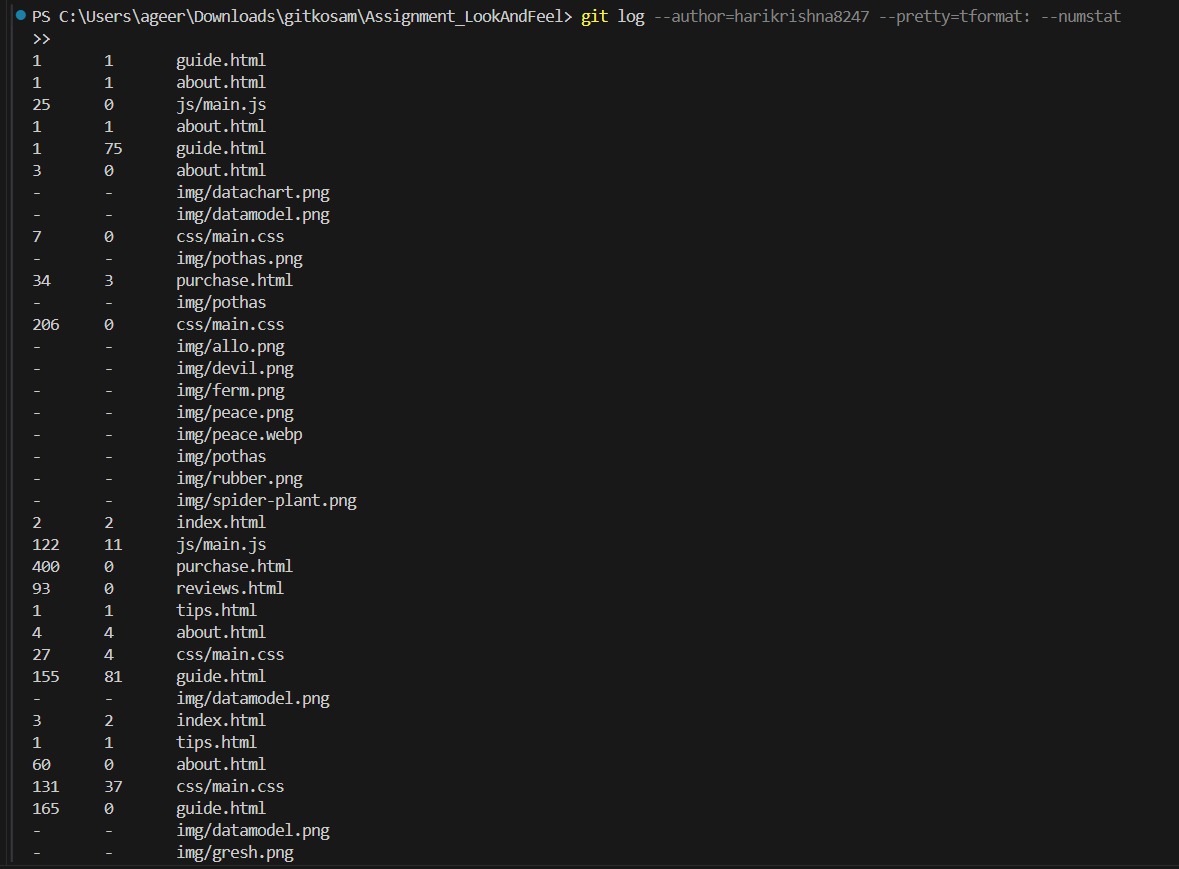 PS C:\Users\ageer\Downloads\gitkosam\Assignment_LookAndFeel> git log --author=harikrishna8247 --pretty=tformat: --numstat
>>
1 1 guide.html
1 1 about.html
25 0 js/main.js
1 1 about.html
1 75 guide.html
3 0 about.html
- - img/datachart.png
- - img/datamodel.png
7 0 css/main.css
- - img/pothas.png
34 3 purchase.html
- - img/pothas
206 0 css/main.css
- - img/allo.png
- - img/devil.png
- - img/ferm.png
- - img/peace.png
- - img/peace.webp
- - img/pothas
- - img/rubber.png
- - img/spider-plant.png
2 2 index.html
122 11 js/main.js
400 0 purchase.html
93 0 reviews.html
1 1 tips.html
4 4 about.html
27 4 css/main.css
155 81 guide.html
- - img/datamodel.png
3 2 index.html
1 1 tips.html
60 0 about.html
131 37 css/main.css
165 0 guide.html
- - img/datamodel.png
- - img/gresh.png